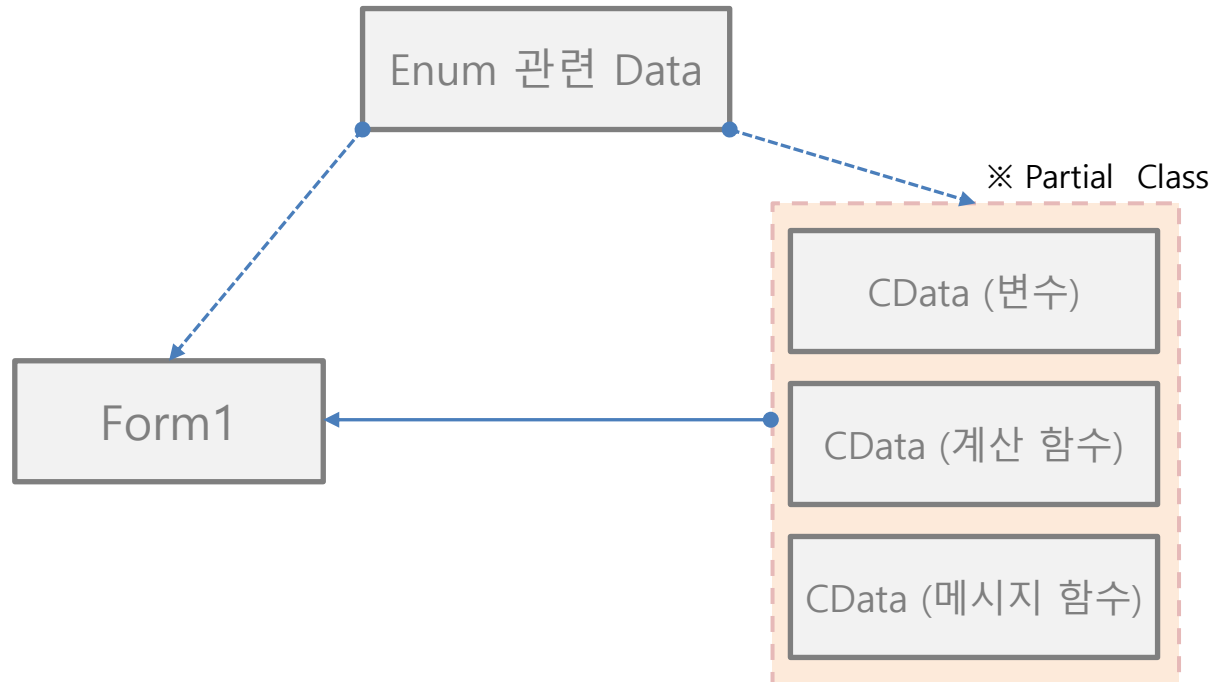 Enum 관련 Data
※ Partial Class
CData (변수)
Form1
CData (계산 함수)
CData (메시지 함수)